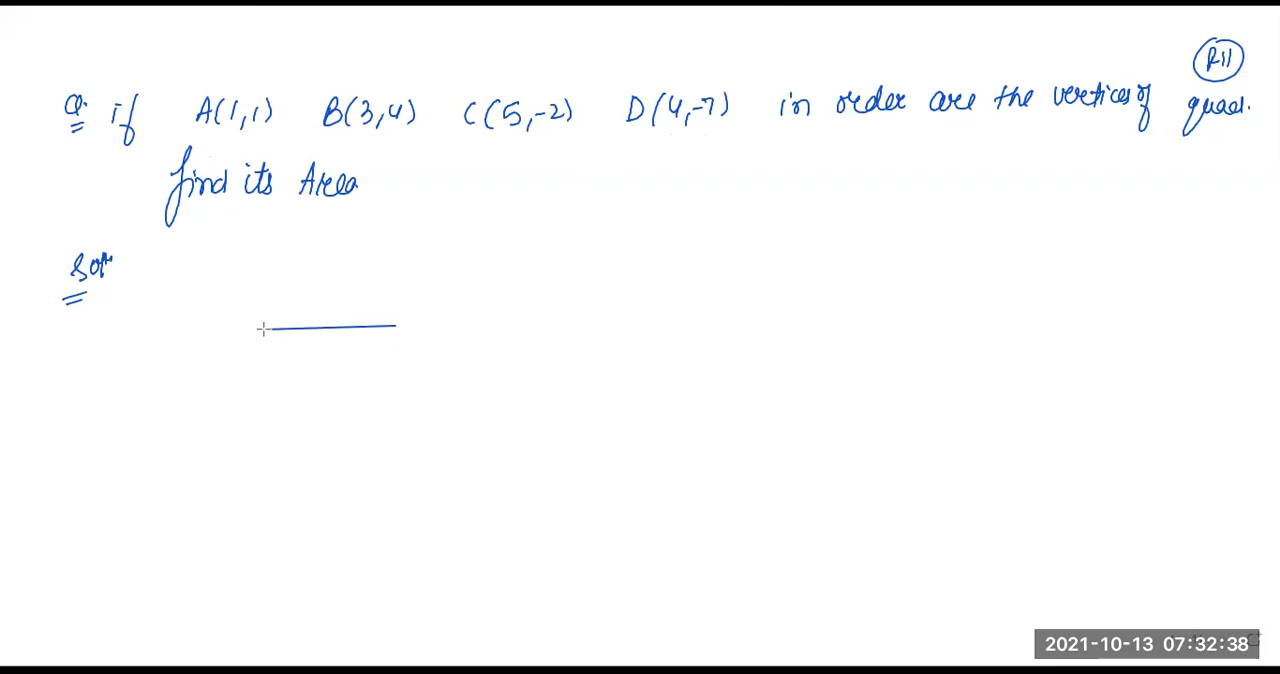 R11
Q. if A(1,1) B(3,4) C(5,-2) D(4,-7) in order are the vertices of quad.
find its Area
Soln
2021-10-13 07:32:38